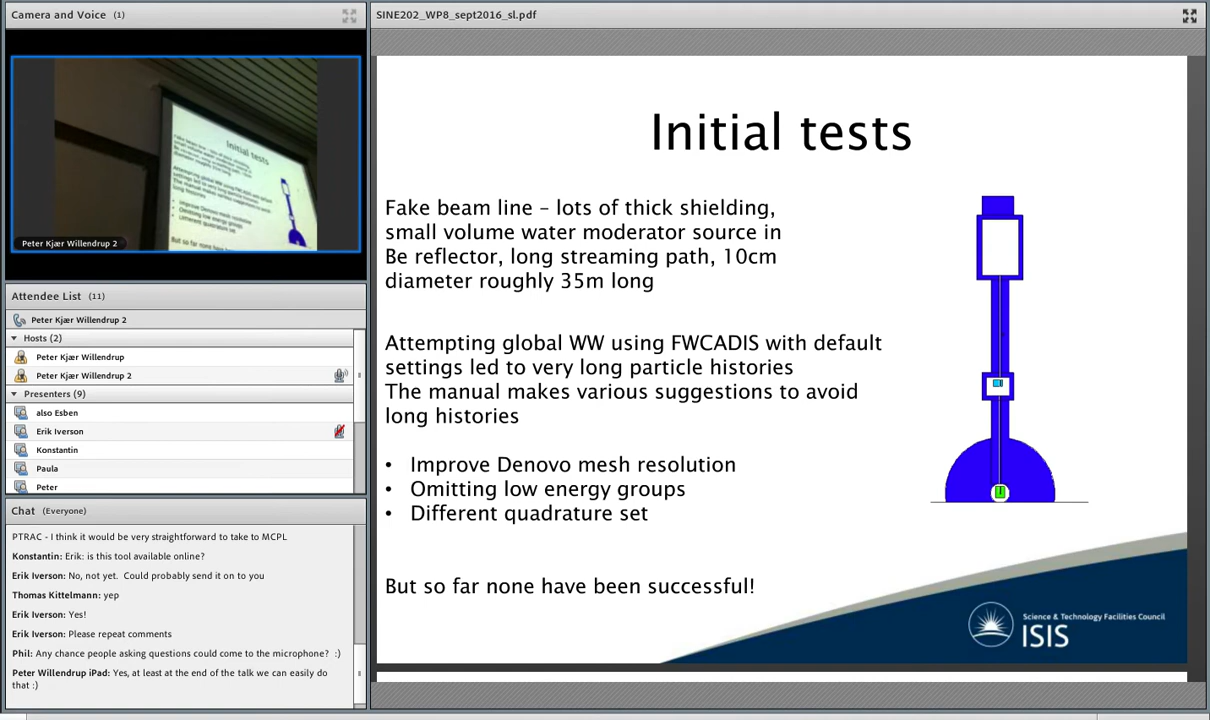 Camera and Voice (1)
Initial tests
Peter Kjær Willendrup 2
Attendee List (11)
Peter Kjær Willendrup 2
Hosts (2)
Peter Kjær Willendrup
Peter Kjær Willendrup 2
Presenters (9)
also Esben
Erik Iverson
Konstantin
Paula
Peter
Chat (Everyone)
PTRAC - I think it would be very straightforward to take to MCPL
Konstantin: Erik: is this tool available online?
Erik Iverson: No, not yet. Could probably send it on to you
Thomas Kittelmann: yep
Erik Iverson: Yes!
Erik Iverson: Please repeat comments
Phil: Any chance people asking questions could come to the microphone? :)
Peter Willendrup iPad: Yes, at least at the end of the talk we can easily do
that :)
SINE202_WP8_sept2016_sl.pdf
Initial tests
Fake beam line – lots of thick shielding,
small volume water moderator source in
Be reflector, long streaming path, 10cm
diameter roughly 35m long
Attempting global WW using FWCADIS with default
settings led to very long particle histories
The manual makes various suggestions to avoid
long histories
• Improve Denovo mesh resolution
• Omitting low energy groups
• Different quadrature set
But so far none have been successful!
Science & Technology Facilities Council
ISIS